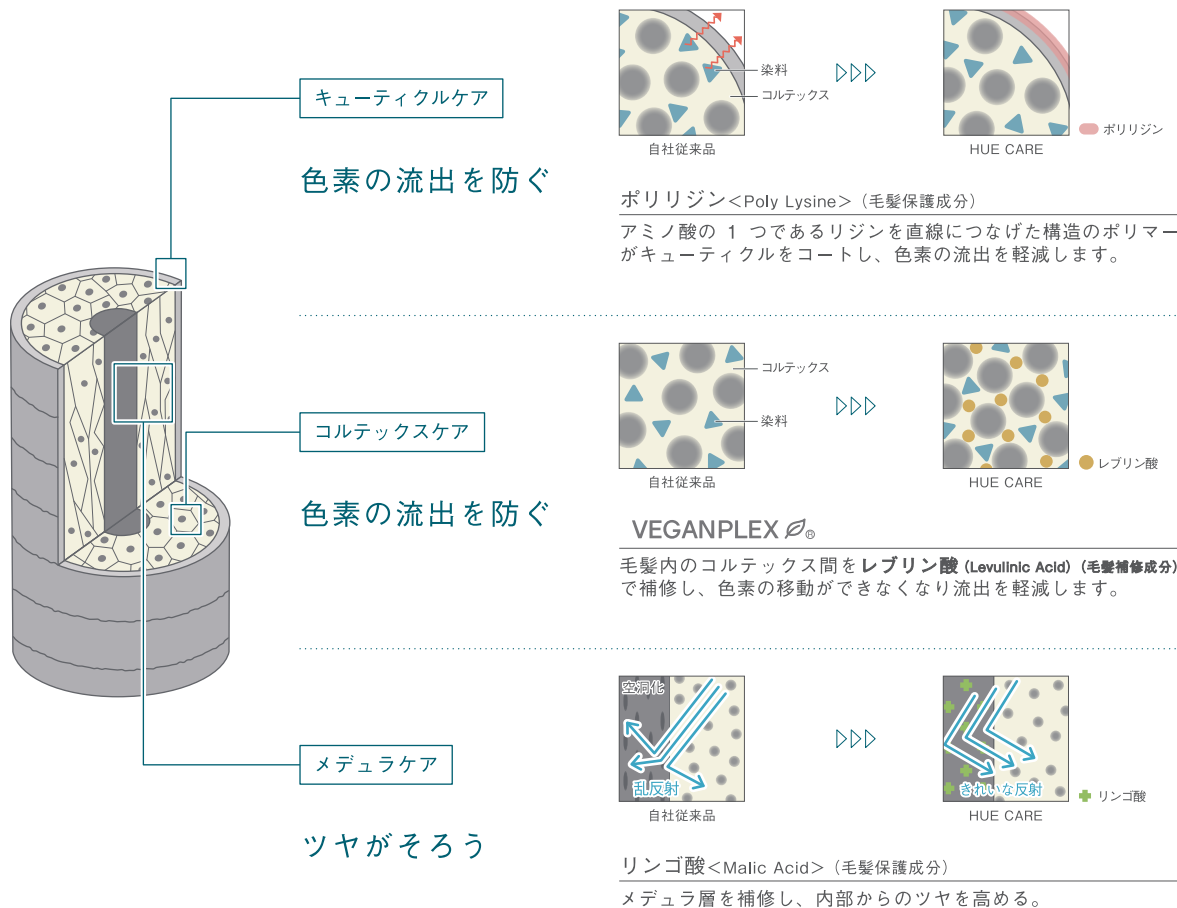 キューティクルケア
色素の流出を防ぐ
染料
コルテックス
自社従来品
HUE CARE
ポリリジン
ポリリジン<Poly Lysine>（毛髪保護成分）
アミノ酸の 1 つであるリジンを直線につなげた構造のポリマー
がキューティクルをコートし、色素の流出を軽減します。
コルテックスケア
色素の流出を防ぐ
コルテックス
染料
自社従来品
HUE CARE
レブリン酸
VEGANPLEX ®
毛髪内のコルテックス間をレブリン酸 (Levulinic Acid)（毛髪補修成分）
で補修し、色素の移動ができなくなり流出を軽減します。
メデュラケア
ツヤがそろう
空洞化
乱反射
自社従来品
きれいな反射
HUE CARE
リンゴ酸
リンゴ酸<Malic Acid>（毛髪保護成分）
メデュラ層を補修し、内部からのツヤを高める。